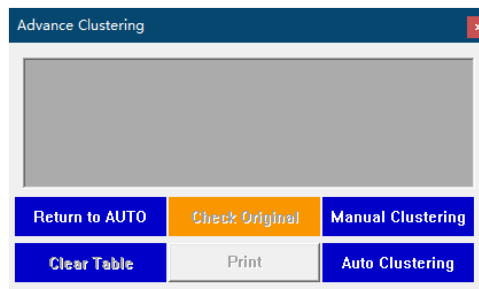 Advance Clustering
Return to AUTO Check Original Manual Clustering
Clear Table Print Auto Clustering